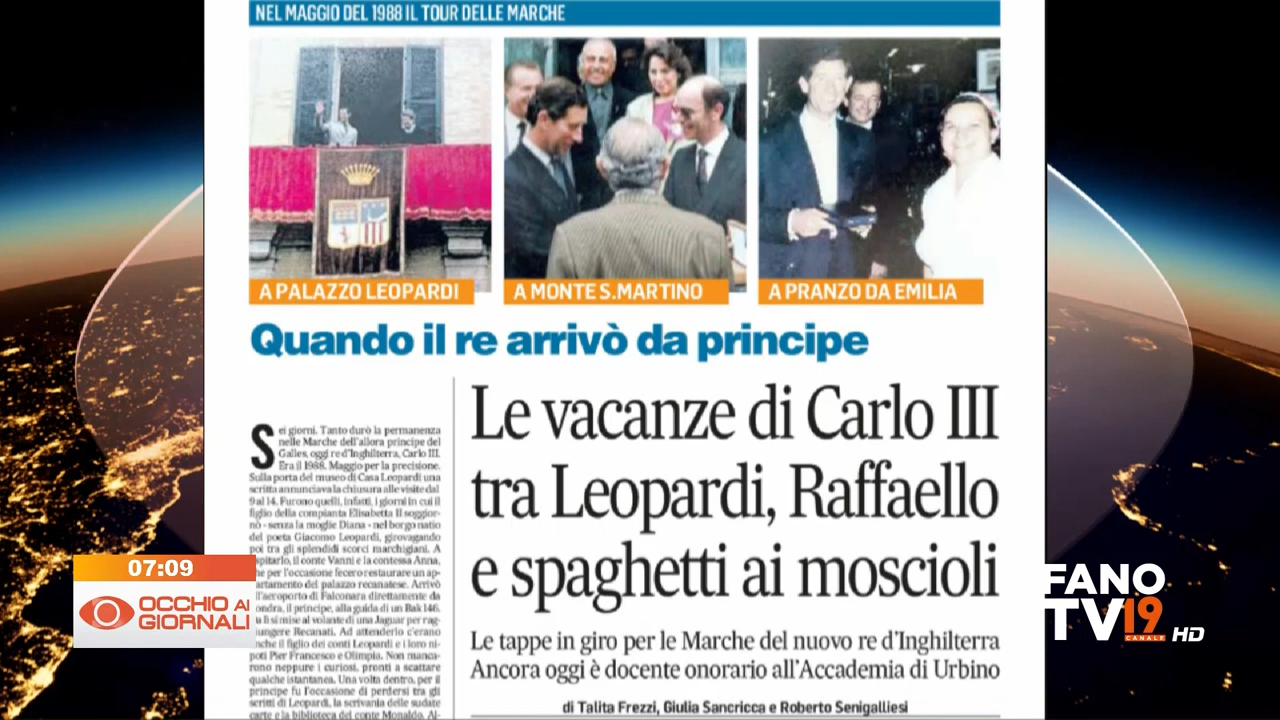 NEL MAGGIO DEL 1988 IL TOUR DELLE MARCHE
A PALAZZO LEOPARDI
A MONTE S.MARTINO
A PRANZO DA EMILIA
Quando il re arrivò da principe
Le vacanze di Carlo III
tra Leopardi, Raffaello
e spaghetti ai moscioli
Le tappe in giro per le Marche del nuovo re d'Inghilterra
Ancora oggi è docente onorario all'Accademia di Urbino
di Talita Frezzi, Giulia Sancricca e Roberto Senigalliesi
Sei giorni. Tanto durò la permanenza
nelle Marche dell'allora principe del
Galles, oggi re d'Inghilterra, Carlo III.
Era il 1988. Maggio per la precisione.
Sulla porta del museo di Casa Leopardi una
scritta annunciava la chiusura alle visite dal
9 al 14. Furono quelli, infatti, i giorni in cui il
figlio della compianta Elisabetta II soggior-
nò - senza la moglie Diana - nel borgo natio
del poeta Giacomo Leopardi, girovagando
poi tra gli splendidi scorci marchigiani. A
ospitarlo, il conte Vanni e la contessa Anna,
che per l'occasione fecero restaurare un ap-
partamento del palazzo recanatese. Arrivò
all'aeroporto di Falconara direttamente da
Londra, il principe, alla guida di un Bak 146,
ma lì si mise al volante di una Jaguar per rag-
iungere Recanati. Ad attenderlo c'erano
anche il figlio dei conti Leopardi e i loro ni-
poti Pier Francesco e Olimpia. Non manca-
rono neppure i curiosi, pronti a scattare
qualche istantanea. Una volta dentro, per il
principe fu l'occasione di perdersi tra gli
scritti di Leopardi, la scrivania delle sudate
carte e la biblioteca del conte Monaldo. Al-
07:09
OCCHIO AI
GIORNALI
FANO
TV19
CANALE HD